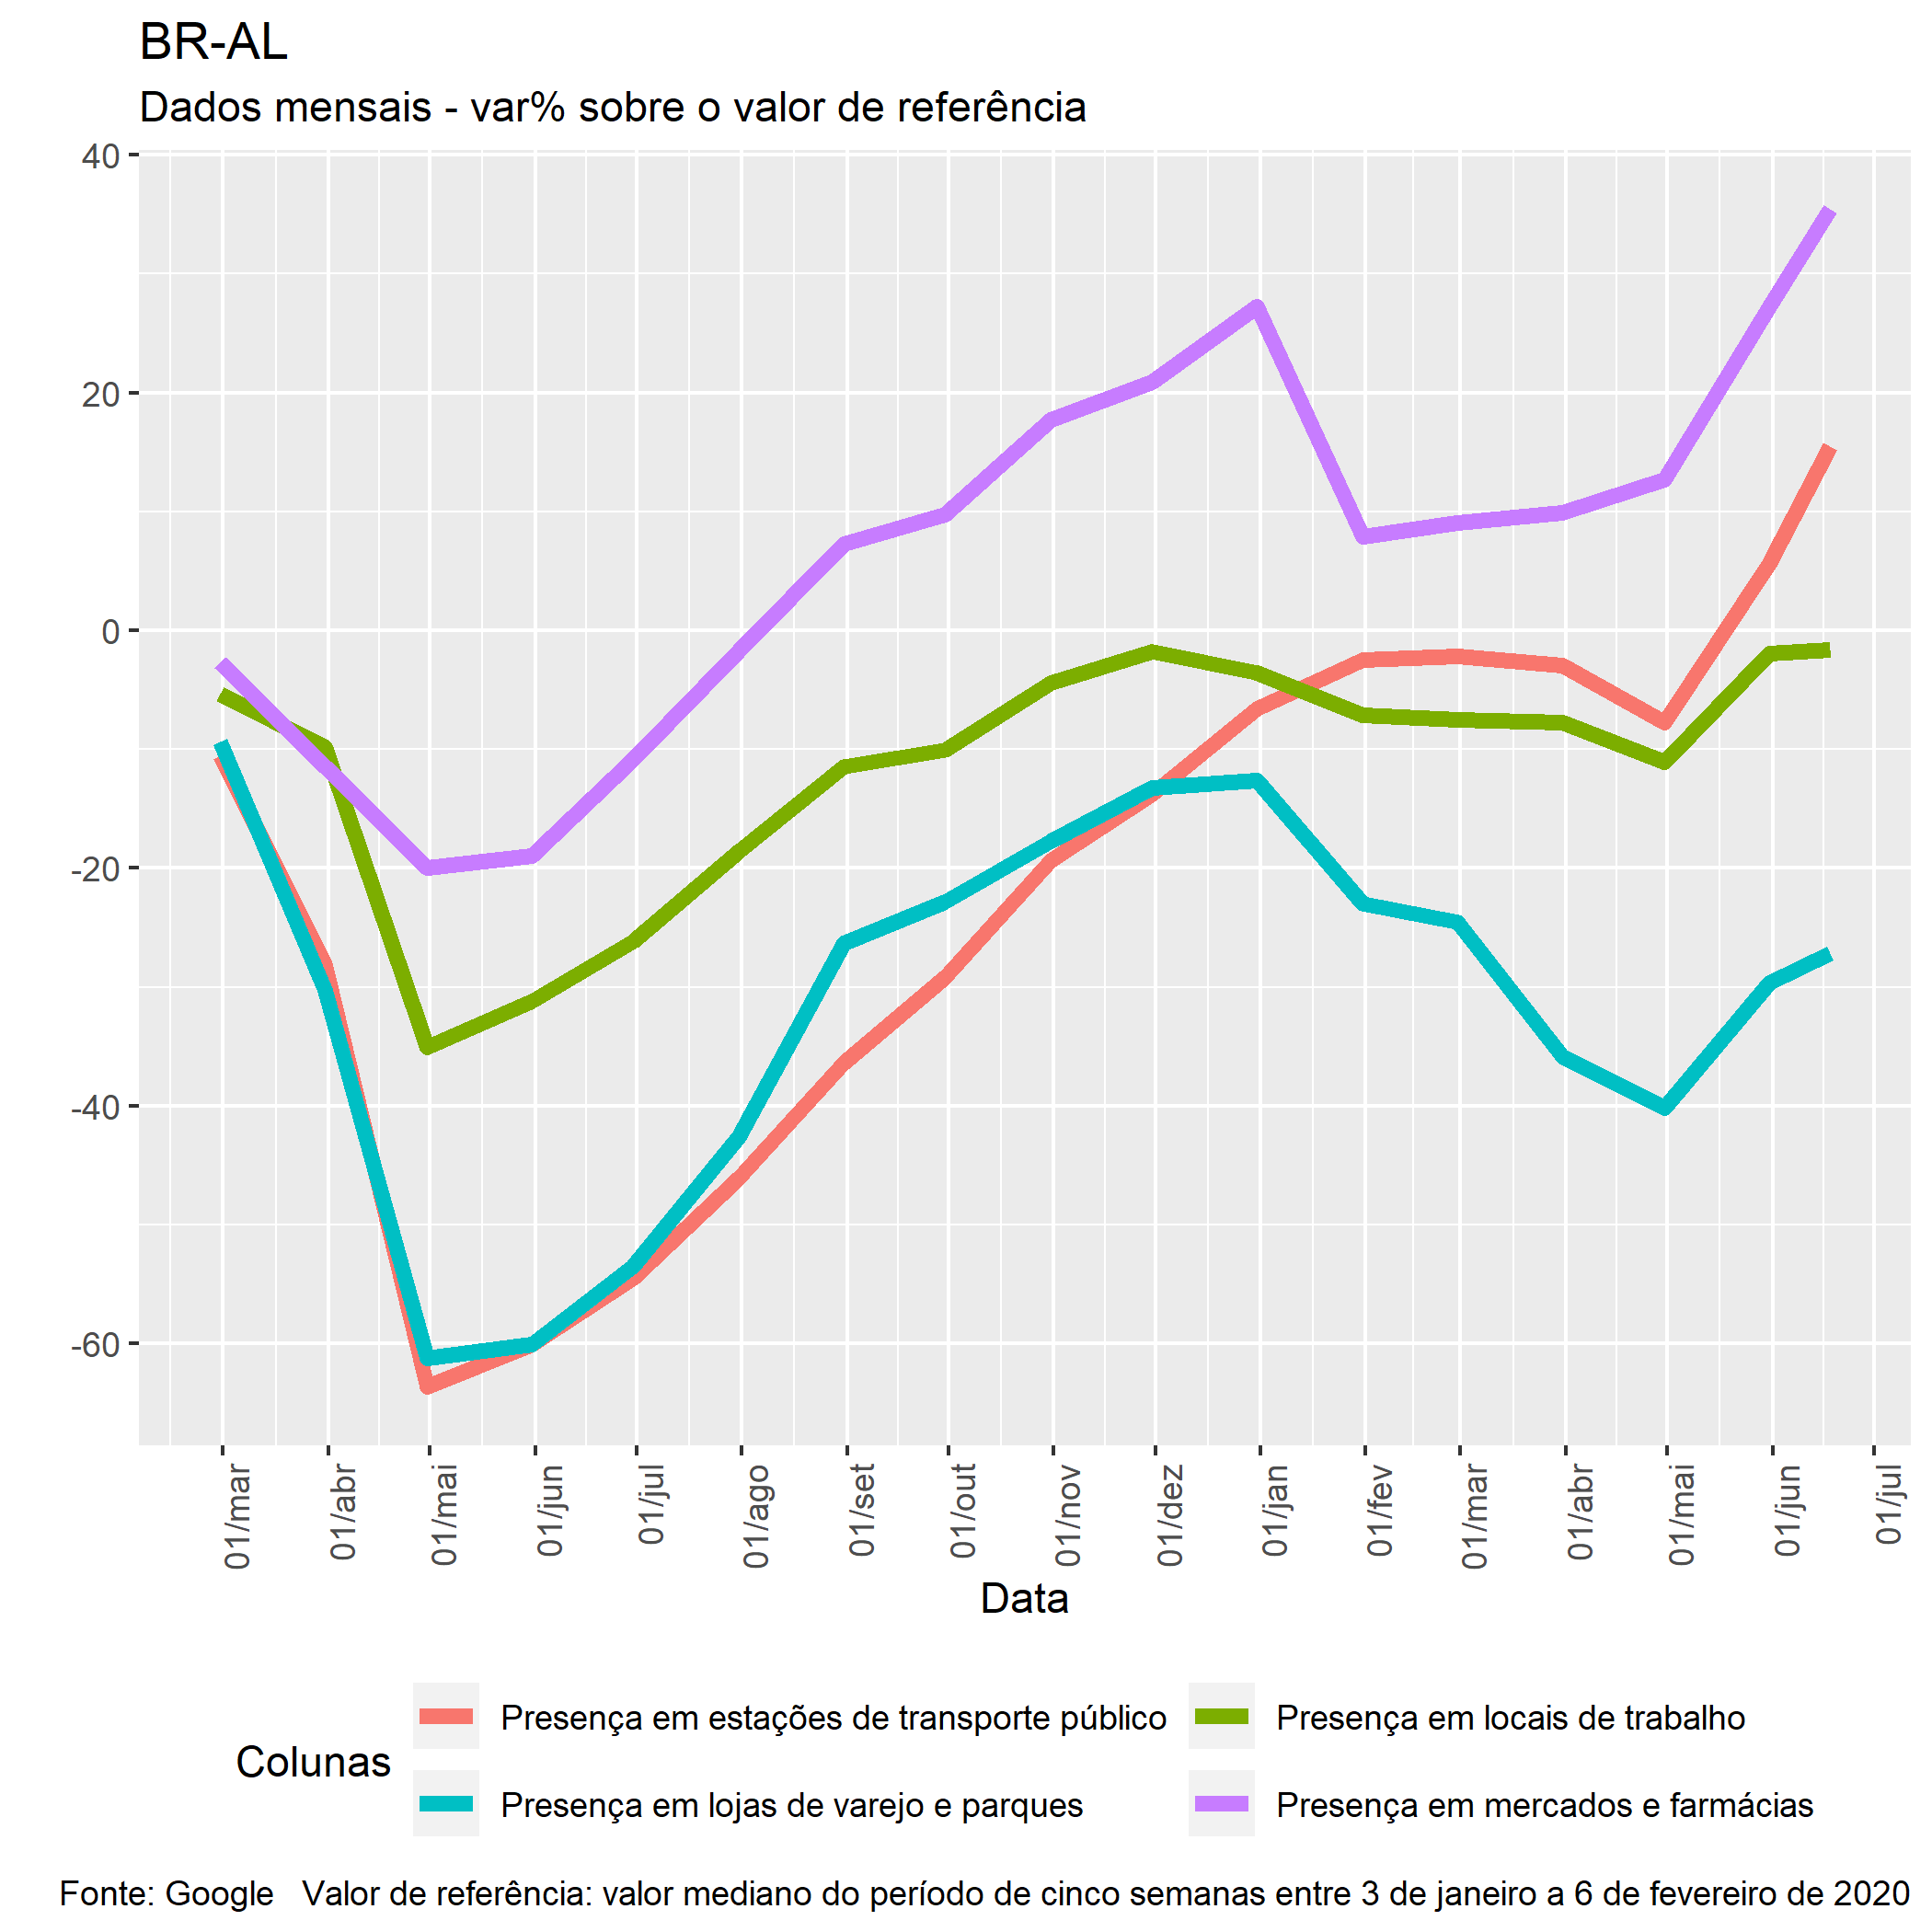 BR-AL
Dados mensais - var% sobre o valor de referência
40
20
0
-20
-40
-60
01/mar
01/abr
01/mai
01/jun
01/jul
01/ago
01/set
01/out
01/nov
01/dez
01/jan
01/fev
01/mar
01/abr
01/mai
01/jun
01/jul
Data
Colunas
Presença em estações de transporte público
Presença em locais de trabalho
Presença em lojas de varejo e parques
Presença em mercados e farmácias
Fonte: Google   Valor de referência: valor mediano do período de cinco semanas entre 3 de janeiro a 6 de fevereiro de 2020